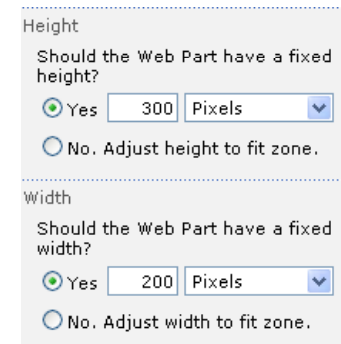 Height
Should the Web Part have a fixed
height?
Yes 300 Pixels
No. Adjust height to fit zone.
Width
Should the Web Part have a fixed
width?
Yes 200 Pixels
No. Adjust width to fit zone.